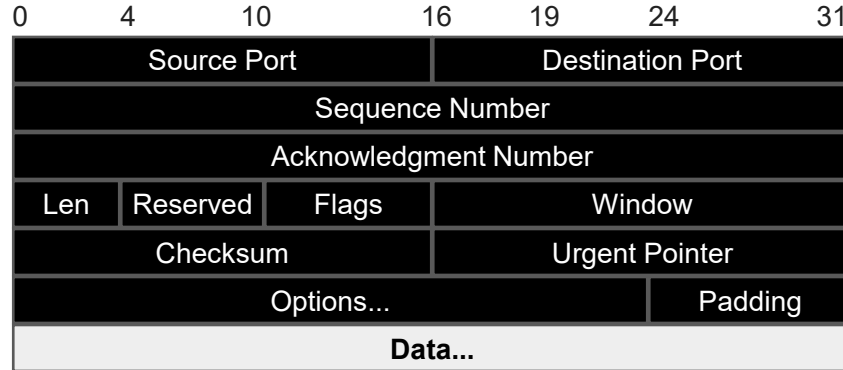 0 4 10 16 19 24 31
Source Port Destination Port
Sequence Number
Acknowledgment Number
Len Reserved Flags Window
Checksum Urgent Pointer
Options... Padding
Data...